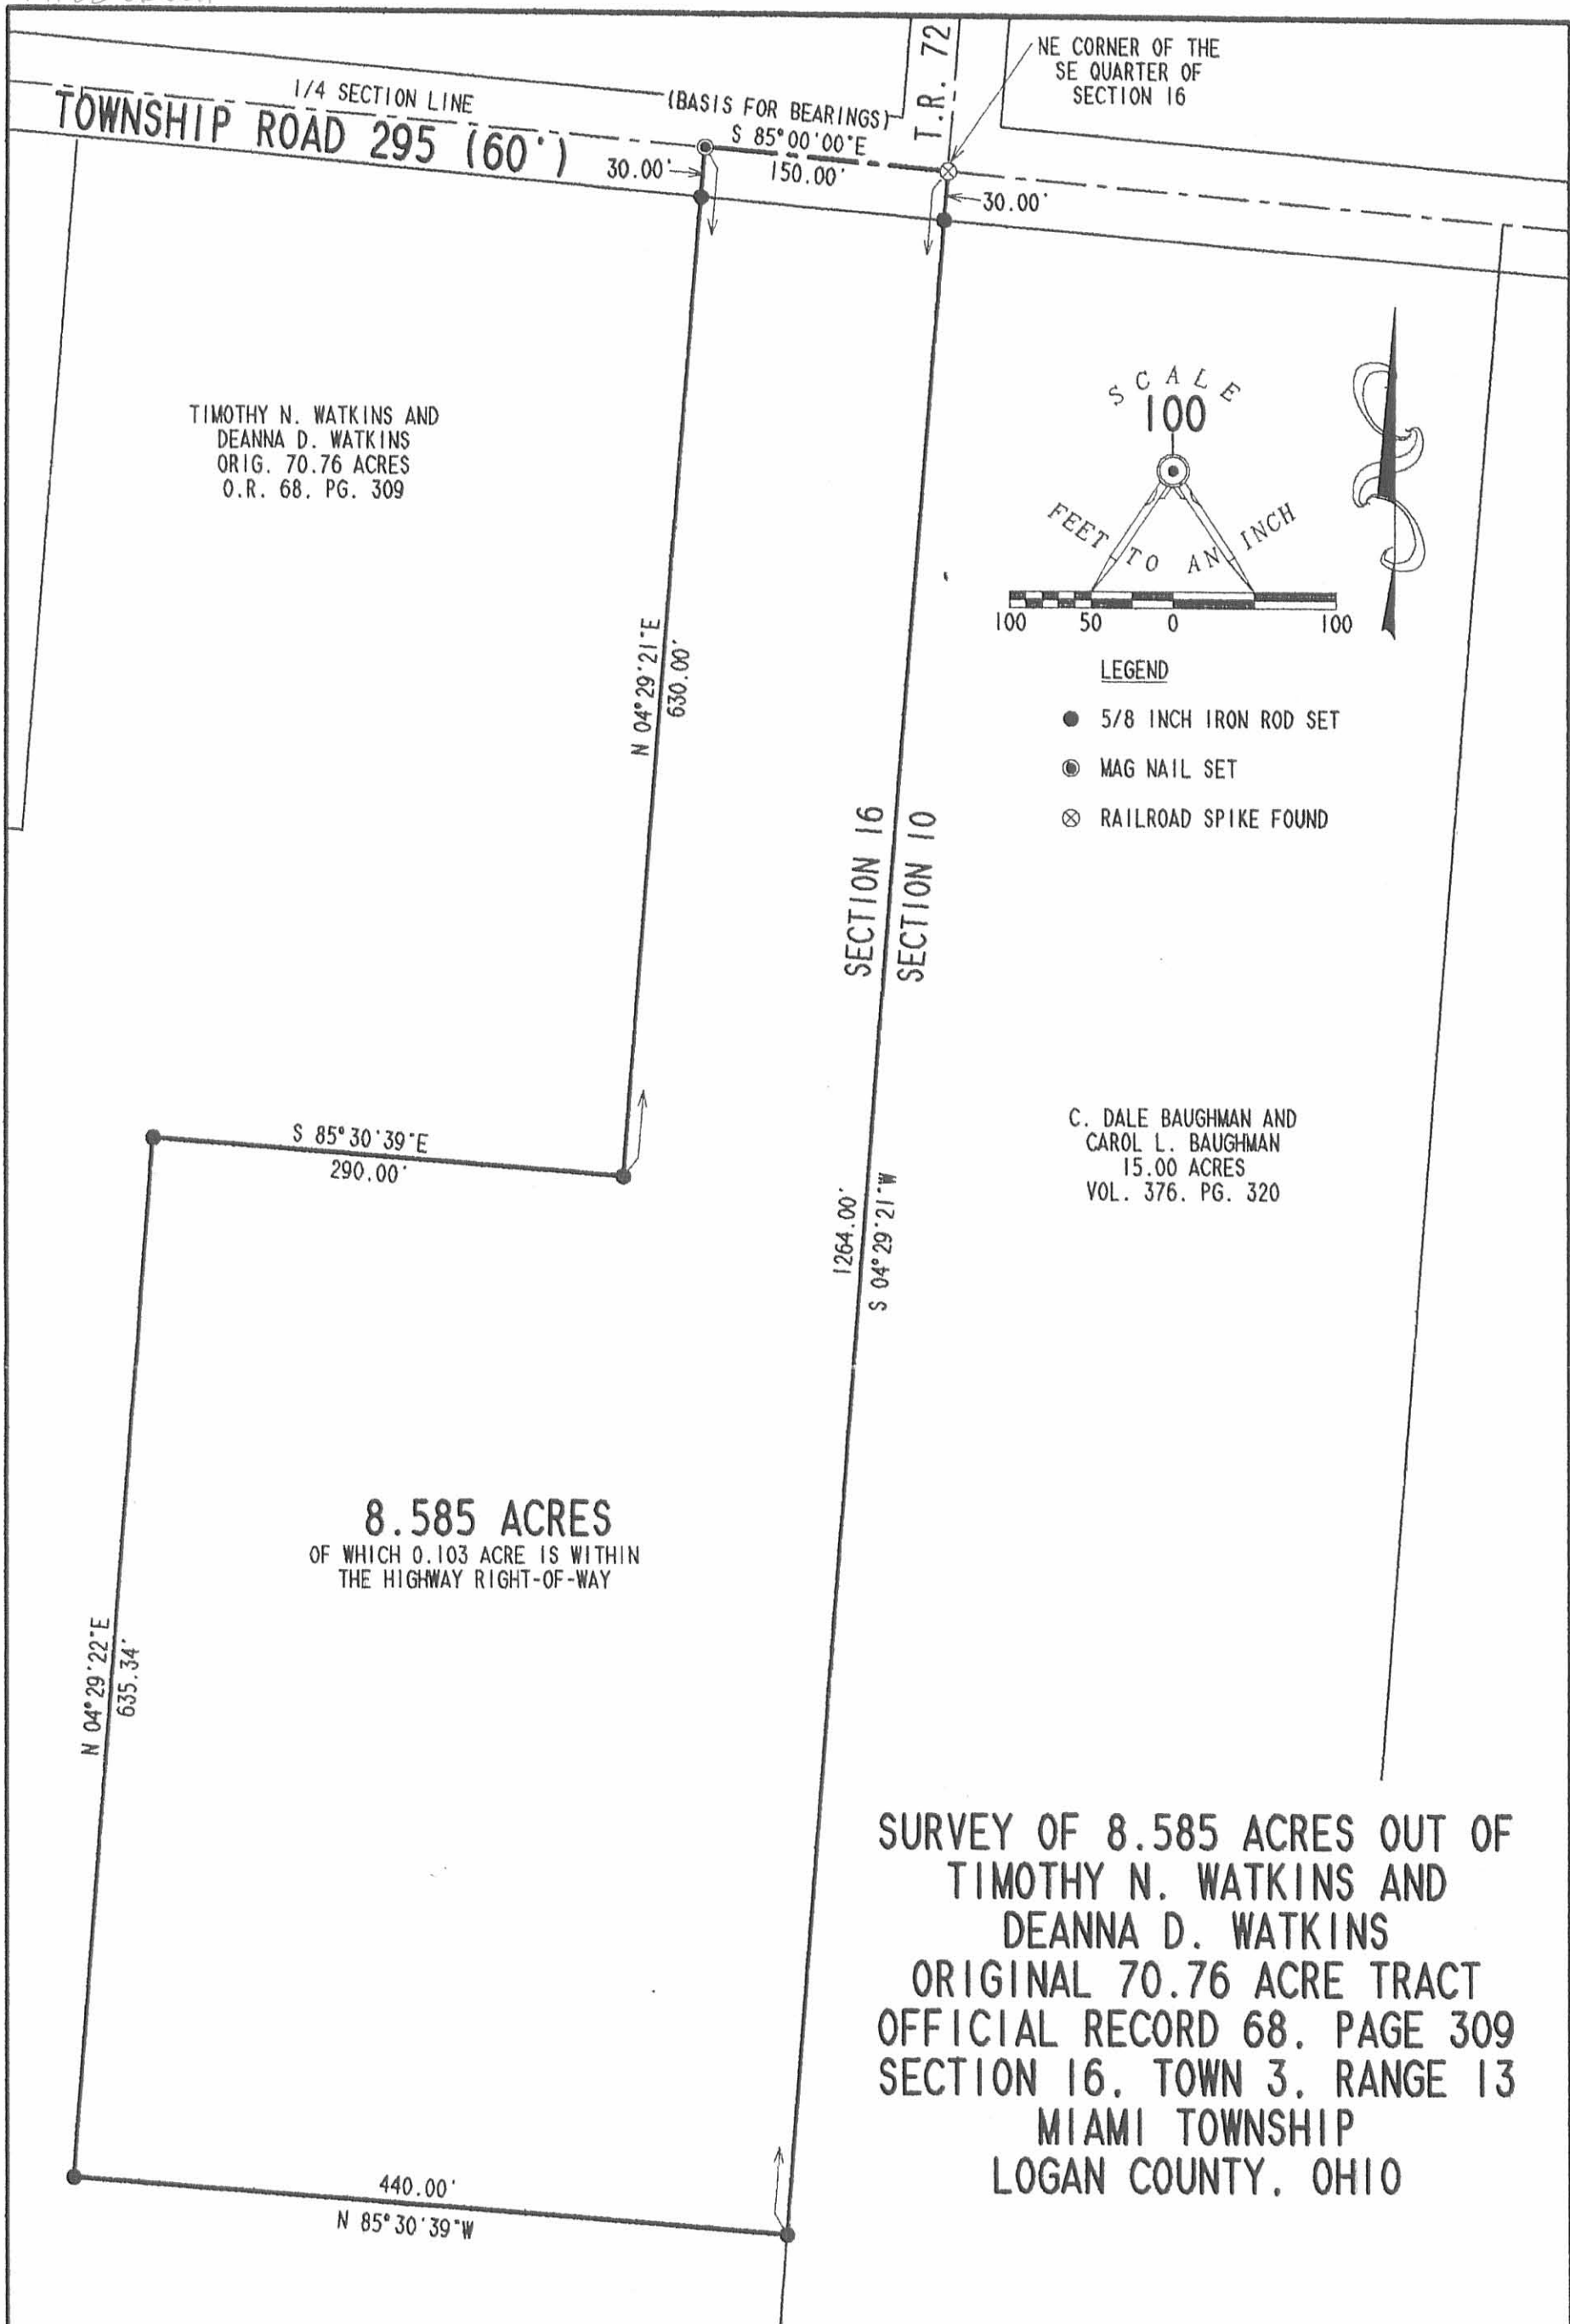 NE CORNER OF THE
SE QUARTER OF
SECTION 16
T.R. 72
1/4 SECTION LINE
(BASIS FOR BEARINGS)
TOWNSHIP ROAD 295 (60')
S 85°00'00"E
150.00'
30.00'
30.00'
TIMOTHY N. WATKINS AND
DEANNA D. WATKINS
ORIG. 70.76 ACRES
O.R. 68. PG. 309
SCALE
100
FEET TO AN INCH
100 50 0 100
LEGEND
5/8 INCH IRON ROD SET
MAG NAIL SET
RAILROAD SPIKE FOUND
N 04°29'21"E
630.00'
SECTION 16
SECTION 10
S 85°30'39"E
290.00'
1264.00'
S 04°29'21"W
C. DALE BAUGHMAN AND
CAROL L. BAUGHMAN
15.00 ACRES
VOL. 376. PG. 320
8.585 ACRES
OF WHICH 0.103 ACRE IS WITHIN
THE HIGHWAY RIGHT-OF-WAY
N 04°29'22"E
635.34'
440.00'
N 85°30'39"W
SURVEY OF 8.585 ACRES OUT OF
TIMOTHY N. WATKINS AND
DEANNA D. WATKINS
ORIGINAL 70.76 ACRE TRACT
OFFICIAL RECORD 68. PAGE 309
SECTION 16. TOWN 3. RANGE 13
MIAMI TOWNSHIP
LOGAN COUNTY. OHIO